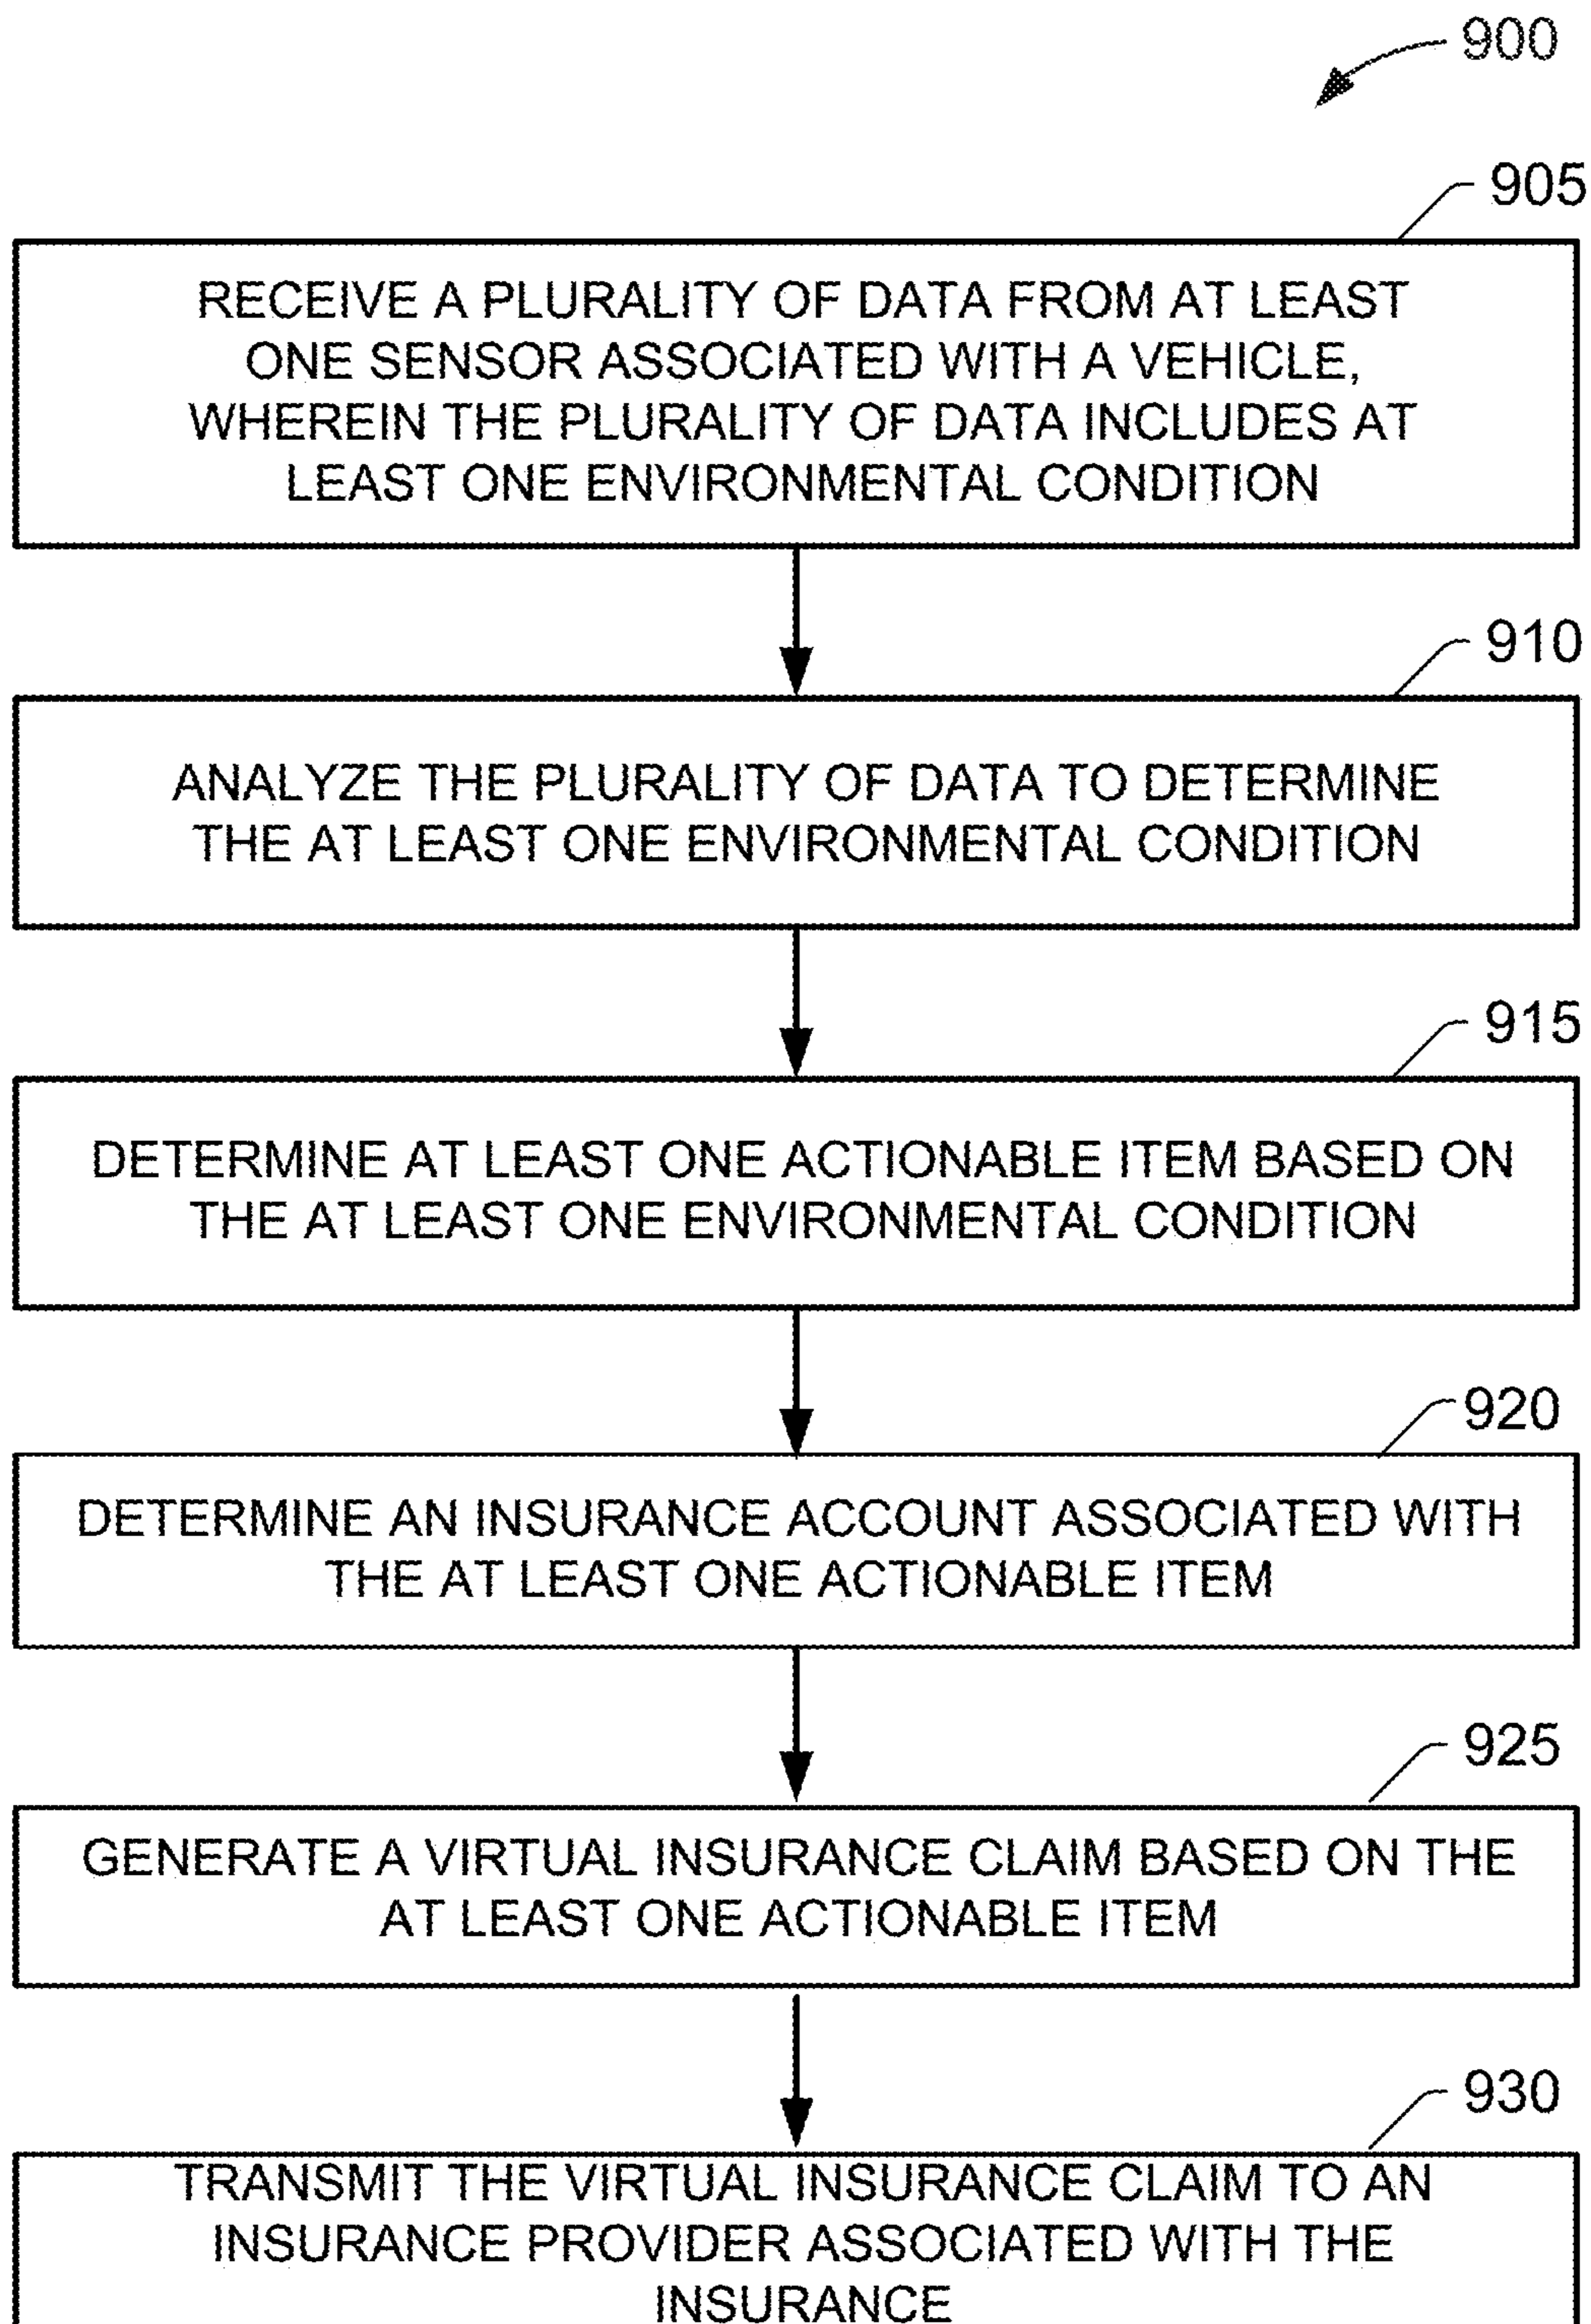 900
905
RECEIVE A PLURALITY OF DATA FROM AT LEAST
ONE SENSOR ASSOCIATED WITH A VEHICLE,
WHEREIN THE PLURALITY OF DATA INCLUDES AT
LEAST ONE ENVIRONMENTAL CONDITION
910
ANALYZE THE PLURALITY OF DATA TO DETERMINE
THE AT LEAST ONE ENVIRONMENTAL CONDITION
915
DETERMINE AT LEAST ONE ACTIONABLE ITEM BASED ON
THE AT LEAST ONE ENVIRONMENTAL CONDITION
920
DETERMINE AN INSURANCE ACCOUNT ASSOCIATED WITH
THE AT LEAST ONE ACTIONABLE ITEM
925
GENERATE A VIRTUAL INSURANCE CLAIM BASED ON THE
AT LEAST ONE ACTIONABLE ITEM
930
TRANSMIT THE VIRTUAL INSURANCE CLAIM TO AN
INSURANCE PROVIDER ASSOCIATED WITH THE
INSURANCE